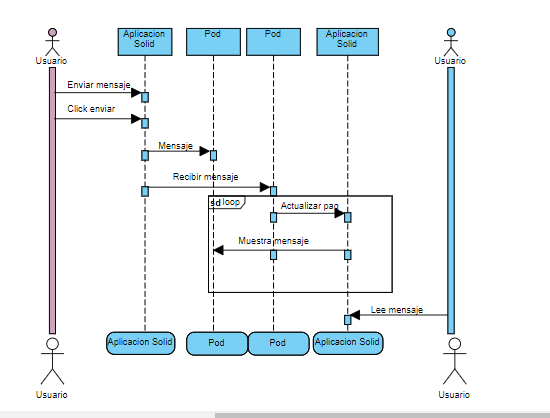 Aplicacion
Solid
Pod
Pod
Aplicacion
Solid
Usuario
Usuario
Enviar mensaje
Click enviar
Mensaje
Recibir mensaje
sd loop
Actualizar pag
Muestra mensaje
Lee mensaje
Aplicacion Solid
Pod
Pod
Aplicacion Solid
Usuario
Usuario